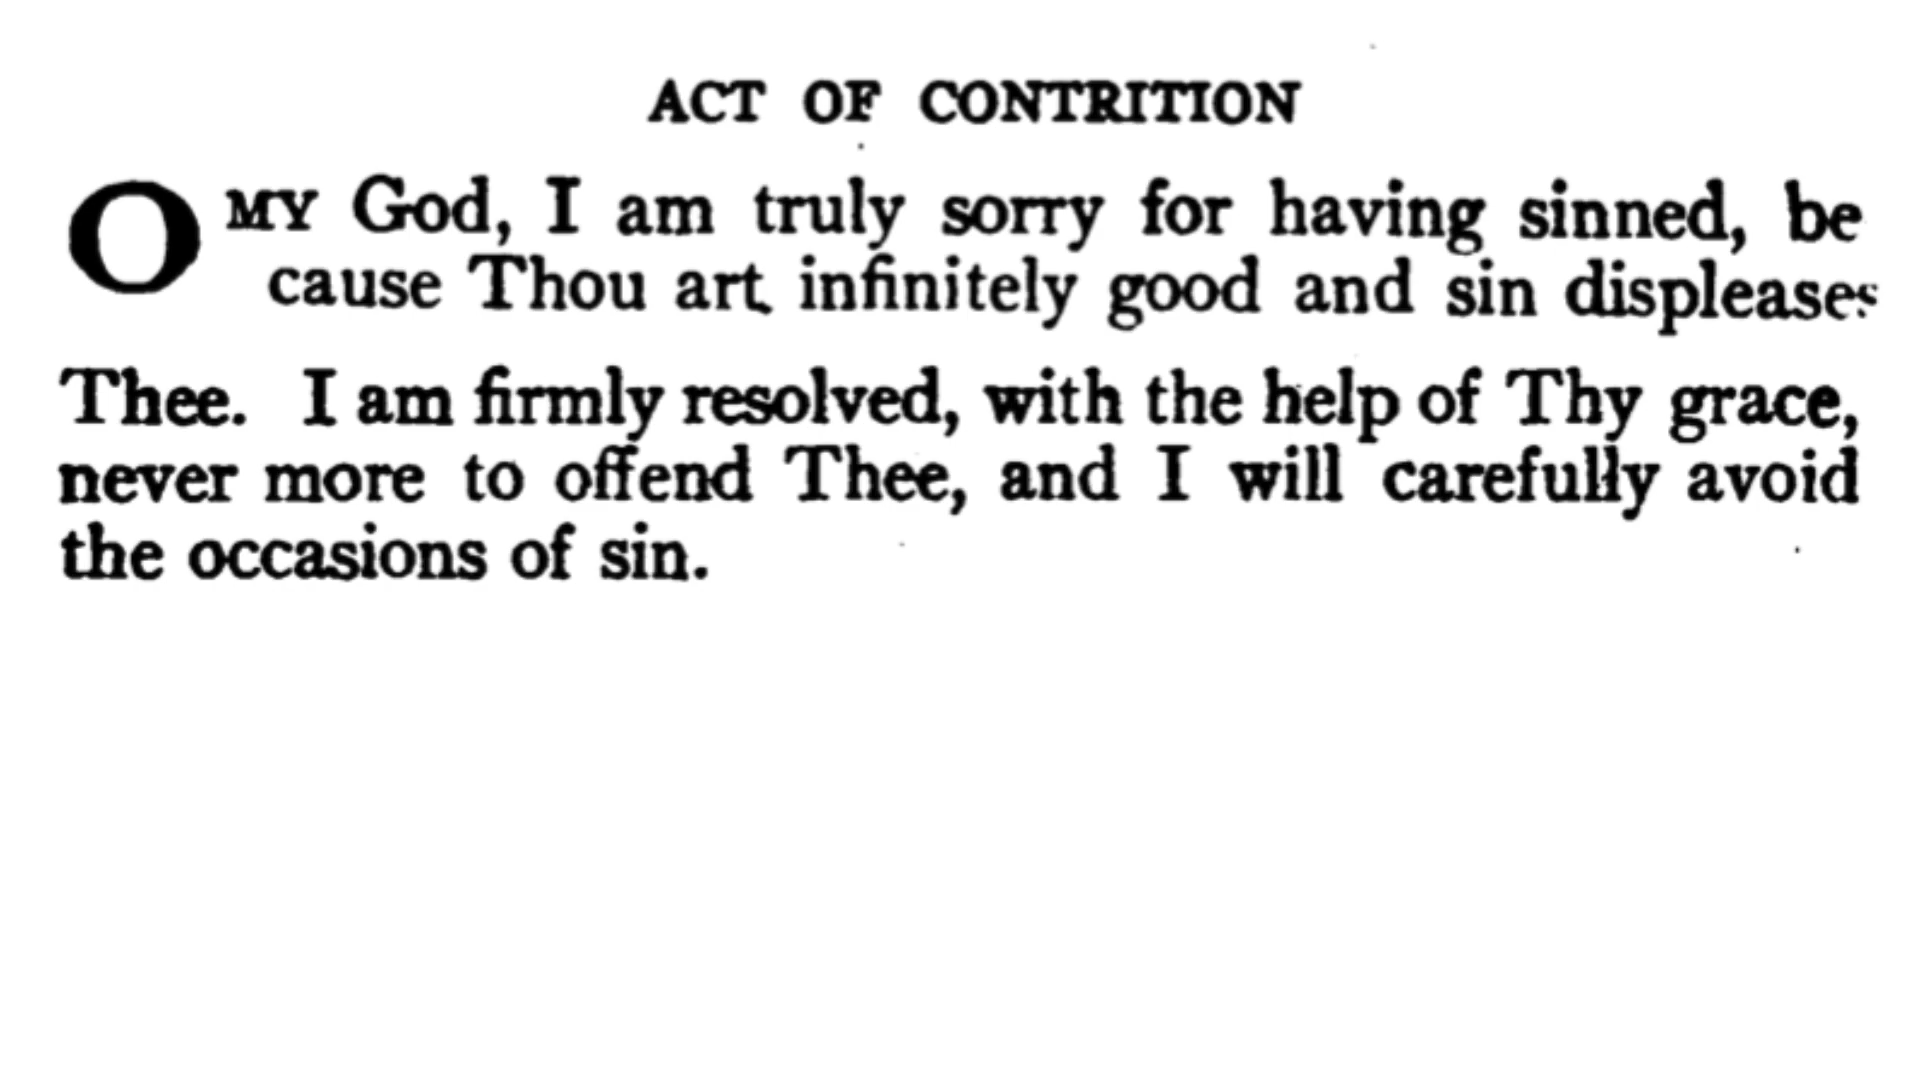 ACT OF CONTRITION
O MY God, I am truly sorry for having sinned, be
cause Thou art infinitely good and sin displeases
Thee. I am firmly resolved, with the help of Thy grace,
never more to offend Thee, and I will carefully avoid
the occasions of sin.